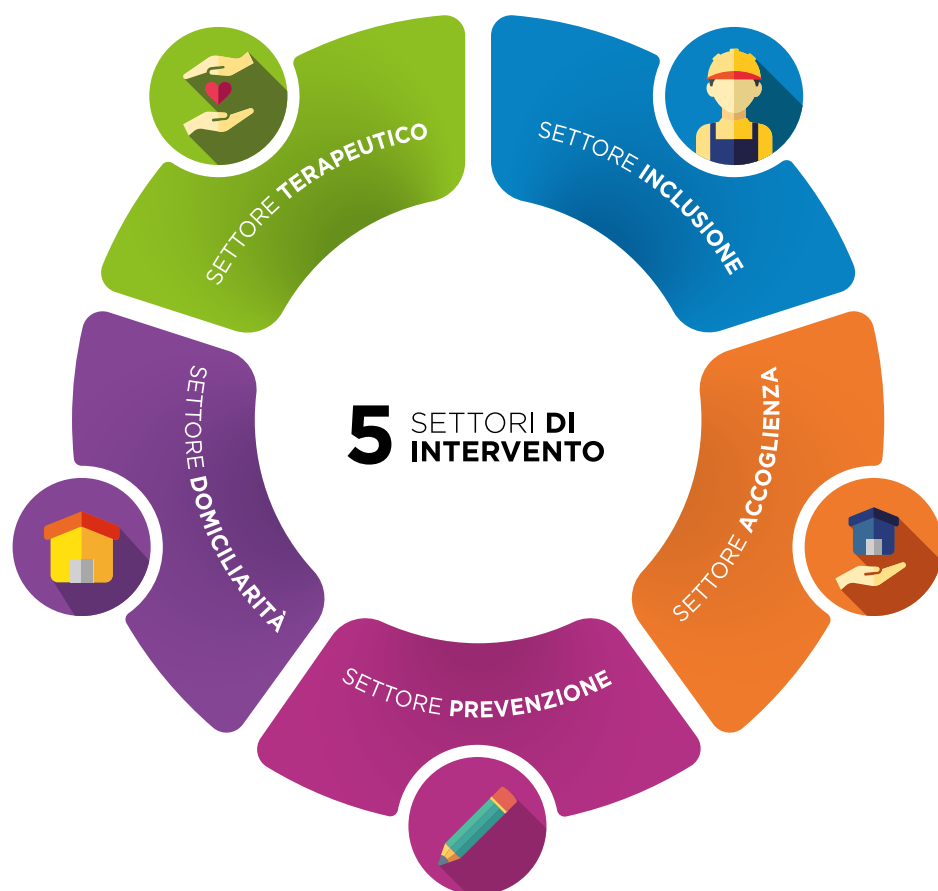 SETTORE TERAPEUTICO
SETTORE INCLUSIONE
SETTORE DOMICILIARITÀ
5 SETTORI DI
INTERVENTO
SETTORE ACCOGLIENZA
SETTORE PREVENZIONE